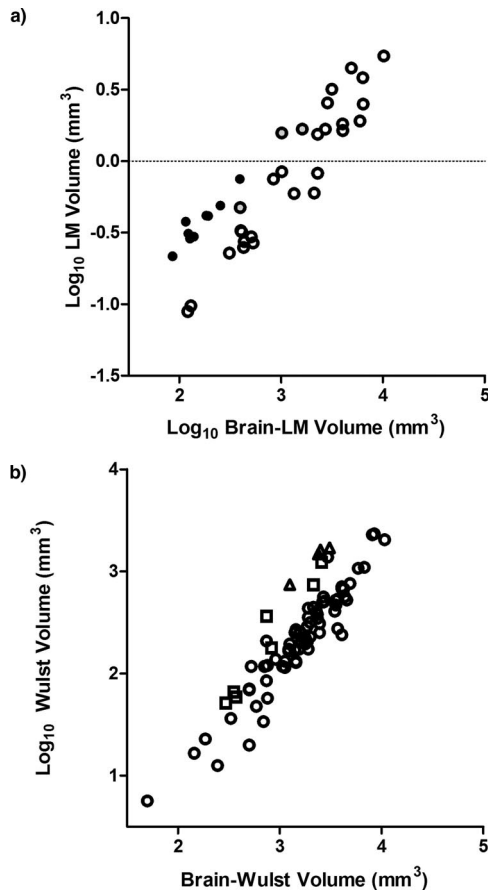 a)
Log₁₀ LM Volume (mm³)
1.0
0.5
0.0
-0.5
-1.0
-1.5
2 3 4 5
Log₁₀ Brain-LM Volume (mm³)
b)
Log₁₀ Wulst Volume (mm³)
4
3
2
1
2 3 4 5
Brain-Wulst Volume (mm³)